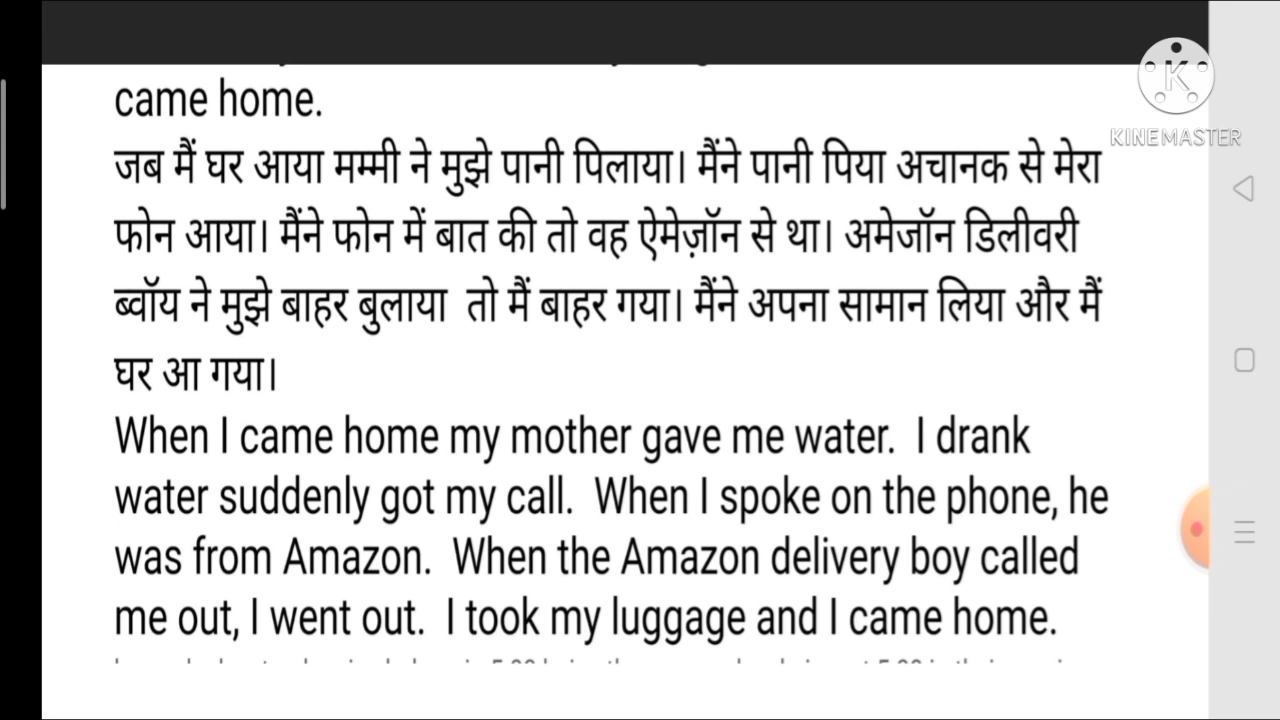 came home.
KINEMASTER
जब मैं घर आया मम्मी ने मुझे पानी पिलाया। मैंने पानी पिया अचानक से मेरा
फोन आया। मैंने फोन में बात की तो वह ऐमेज़ॉन से था। अमेजॉन डिलीवरी
ब्वॉय ने मुझे बाहर बुलाया तो मैं बाहर गया। मैंने अपना सामान लिया और मैं
घर आ गया।
When I came home my mother gave me water. I drank
water suddenly got my call. When I spoke on the phone, he
was from Amazon. When the Amazon delivery boy called
me out, I went out. I took my luggage and I came home.